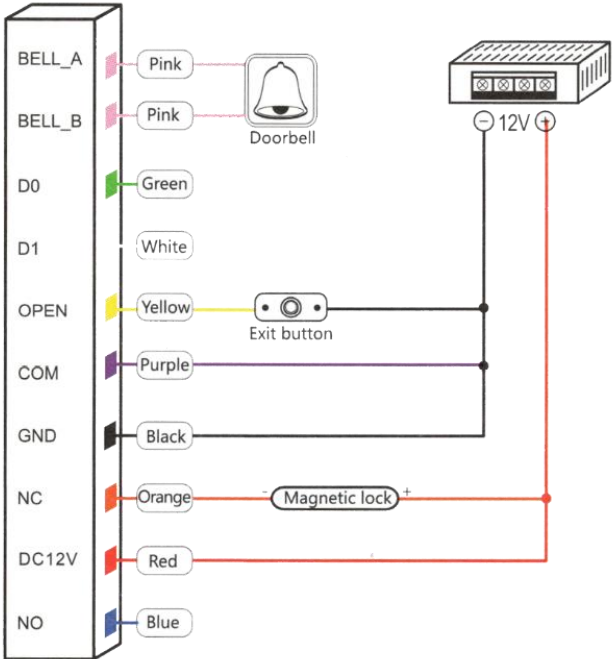 BELL_A Pink
BELL_B Pink
Doorbell
− 12V +
D0 Green
D1 White
OPEN Yellow
Exit button
COM Purple
GND Black
NC Orange - Magnetic lock +
DC12V Red
NO Blue